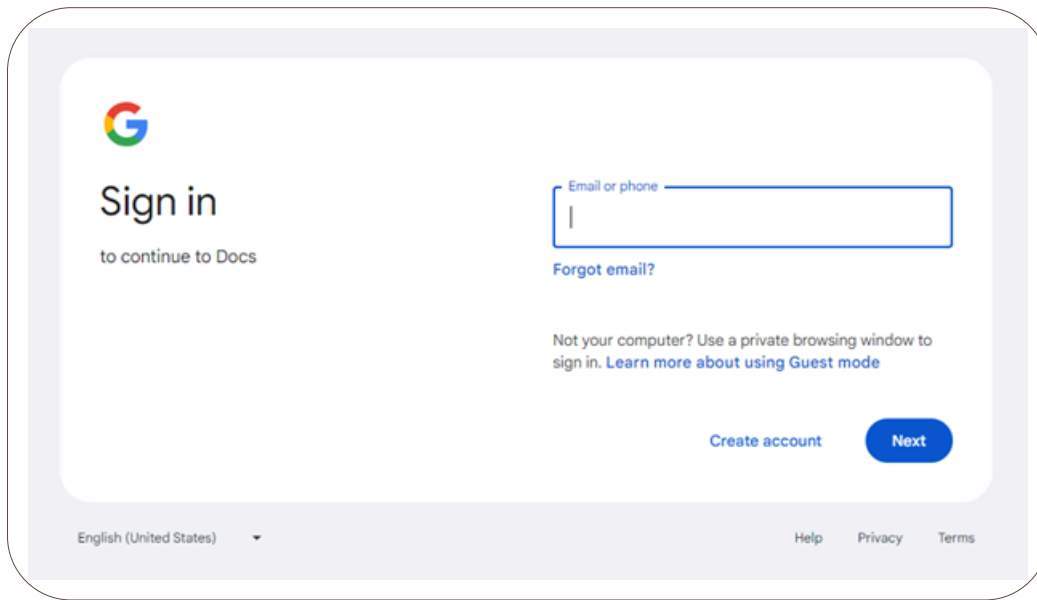 Sign in
to continue to Docs
Email or phone
Forgot email?
Not your computer? Use a private browsing window to
sign in. Learn more about using Guest mode
Create account
Next
English (United States)
Help
Privacy
Terms